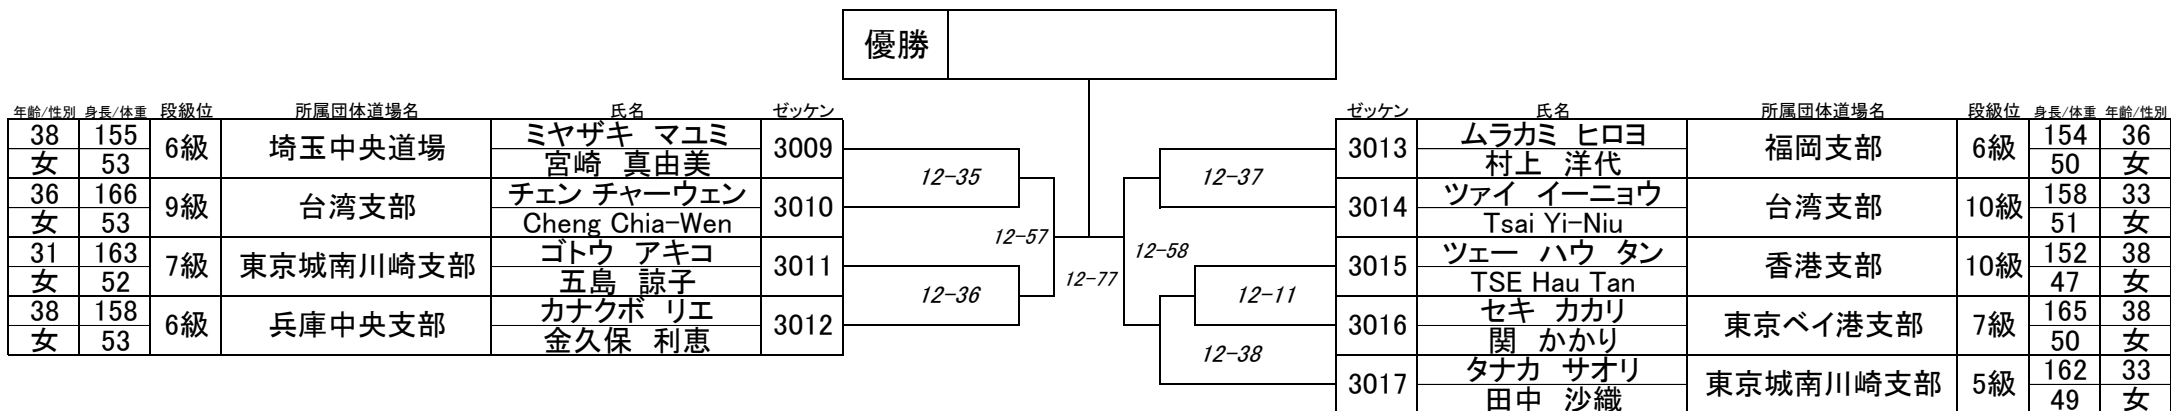 優勝
年齢/性別 身長/体重 段級位 所属団体道場名 氏名 ゼッケン
38 155 6級 埼玉中央道場 ミヤザキ マユミ 3009
女 53 宮崎 真由美
36 166 9級 台湾支部 チェン チャーウェン 3010
女 53 Cheng Chia-Wen
31 163 7級 東京城南川崎支部 ゴトウ アキコ 3011
女 52 五島 諒子
38 158 6級 兵庫中央支部 カナクボ リエ 3012
女 53 金久保 利恵
12-35
12-36
12-57
12-77
12-58
12-37
12-11
12-38
ゼッケン 氏名 所属団体道場名 段級位 身長/体重 年齢/性別
3013 ムラカミ ヒロヨ 福岡支部 6級 154 36
村上 洋代 50 女
3014 ツァイ イーニョウ 台湾支部 10級 158 33
Tsai Yi-Niu 51 女
3015 ツェー ハウ タン 香港支部 10級 152 38
TSE Hau Tan 47 女
3016 セキ カカリ 東京ベイ港支部 7級 165 38
関 かかり 50 女
3017 タナカ サオリ 東京城南川崎支部 5級 162 33
田中 沙織 49 女